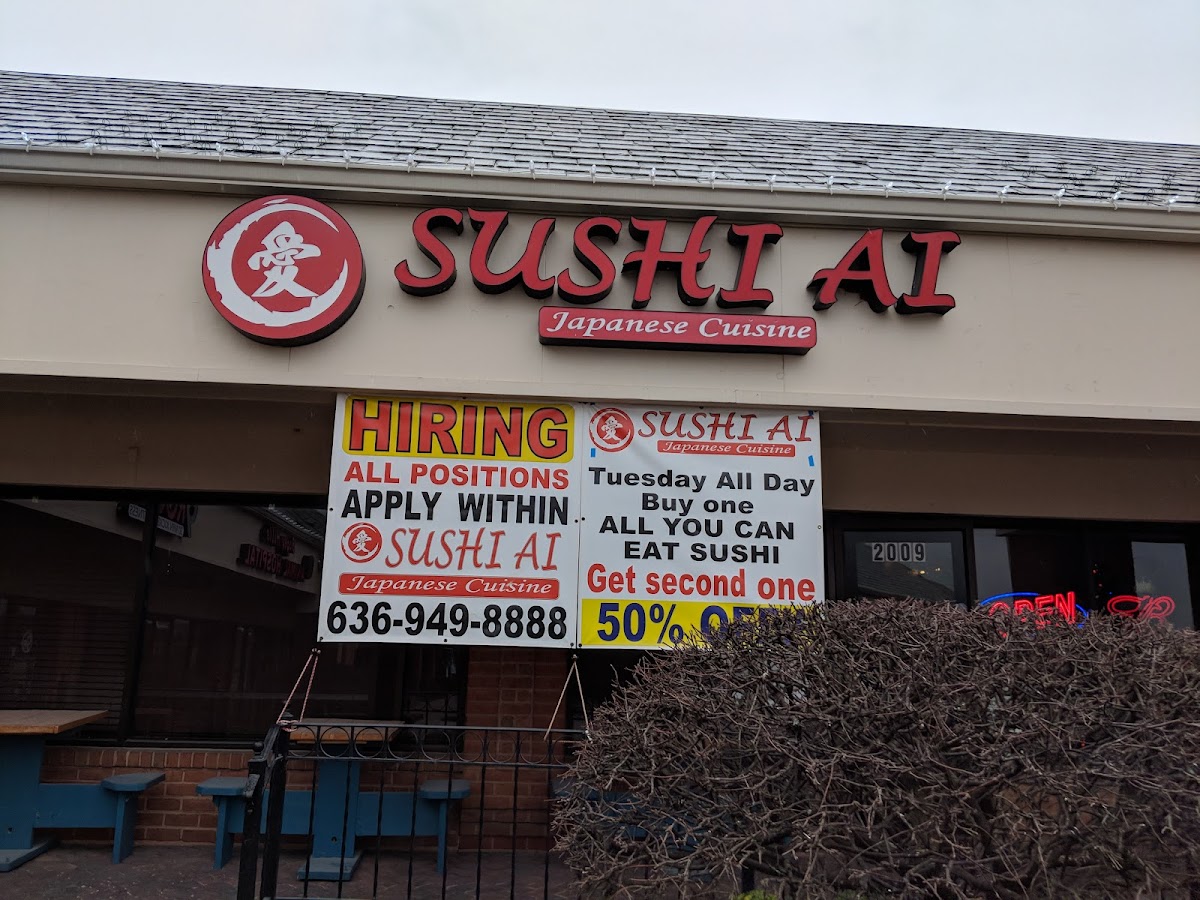 愛
SUSHI AI
Japanese Cuisine
HIRING
ALL POSITIONS
APPLY WITHIN
愛
SUSHI AI
Japanese Cuisine
636-949-8888
愛
SUSHI AI
Japanese Cuisine
Tuesday All Day
Buy one
ALL YOU CAN
EAT SUSHI
Get second one
50% OFF
2009
OPEN